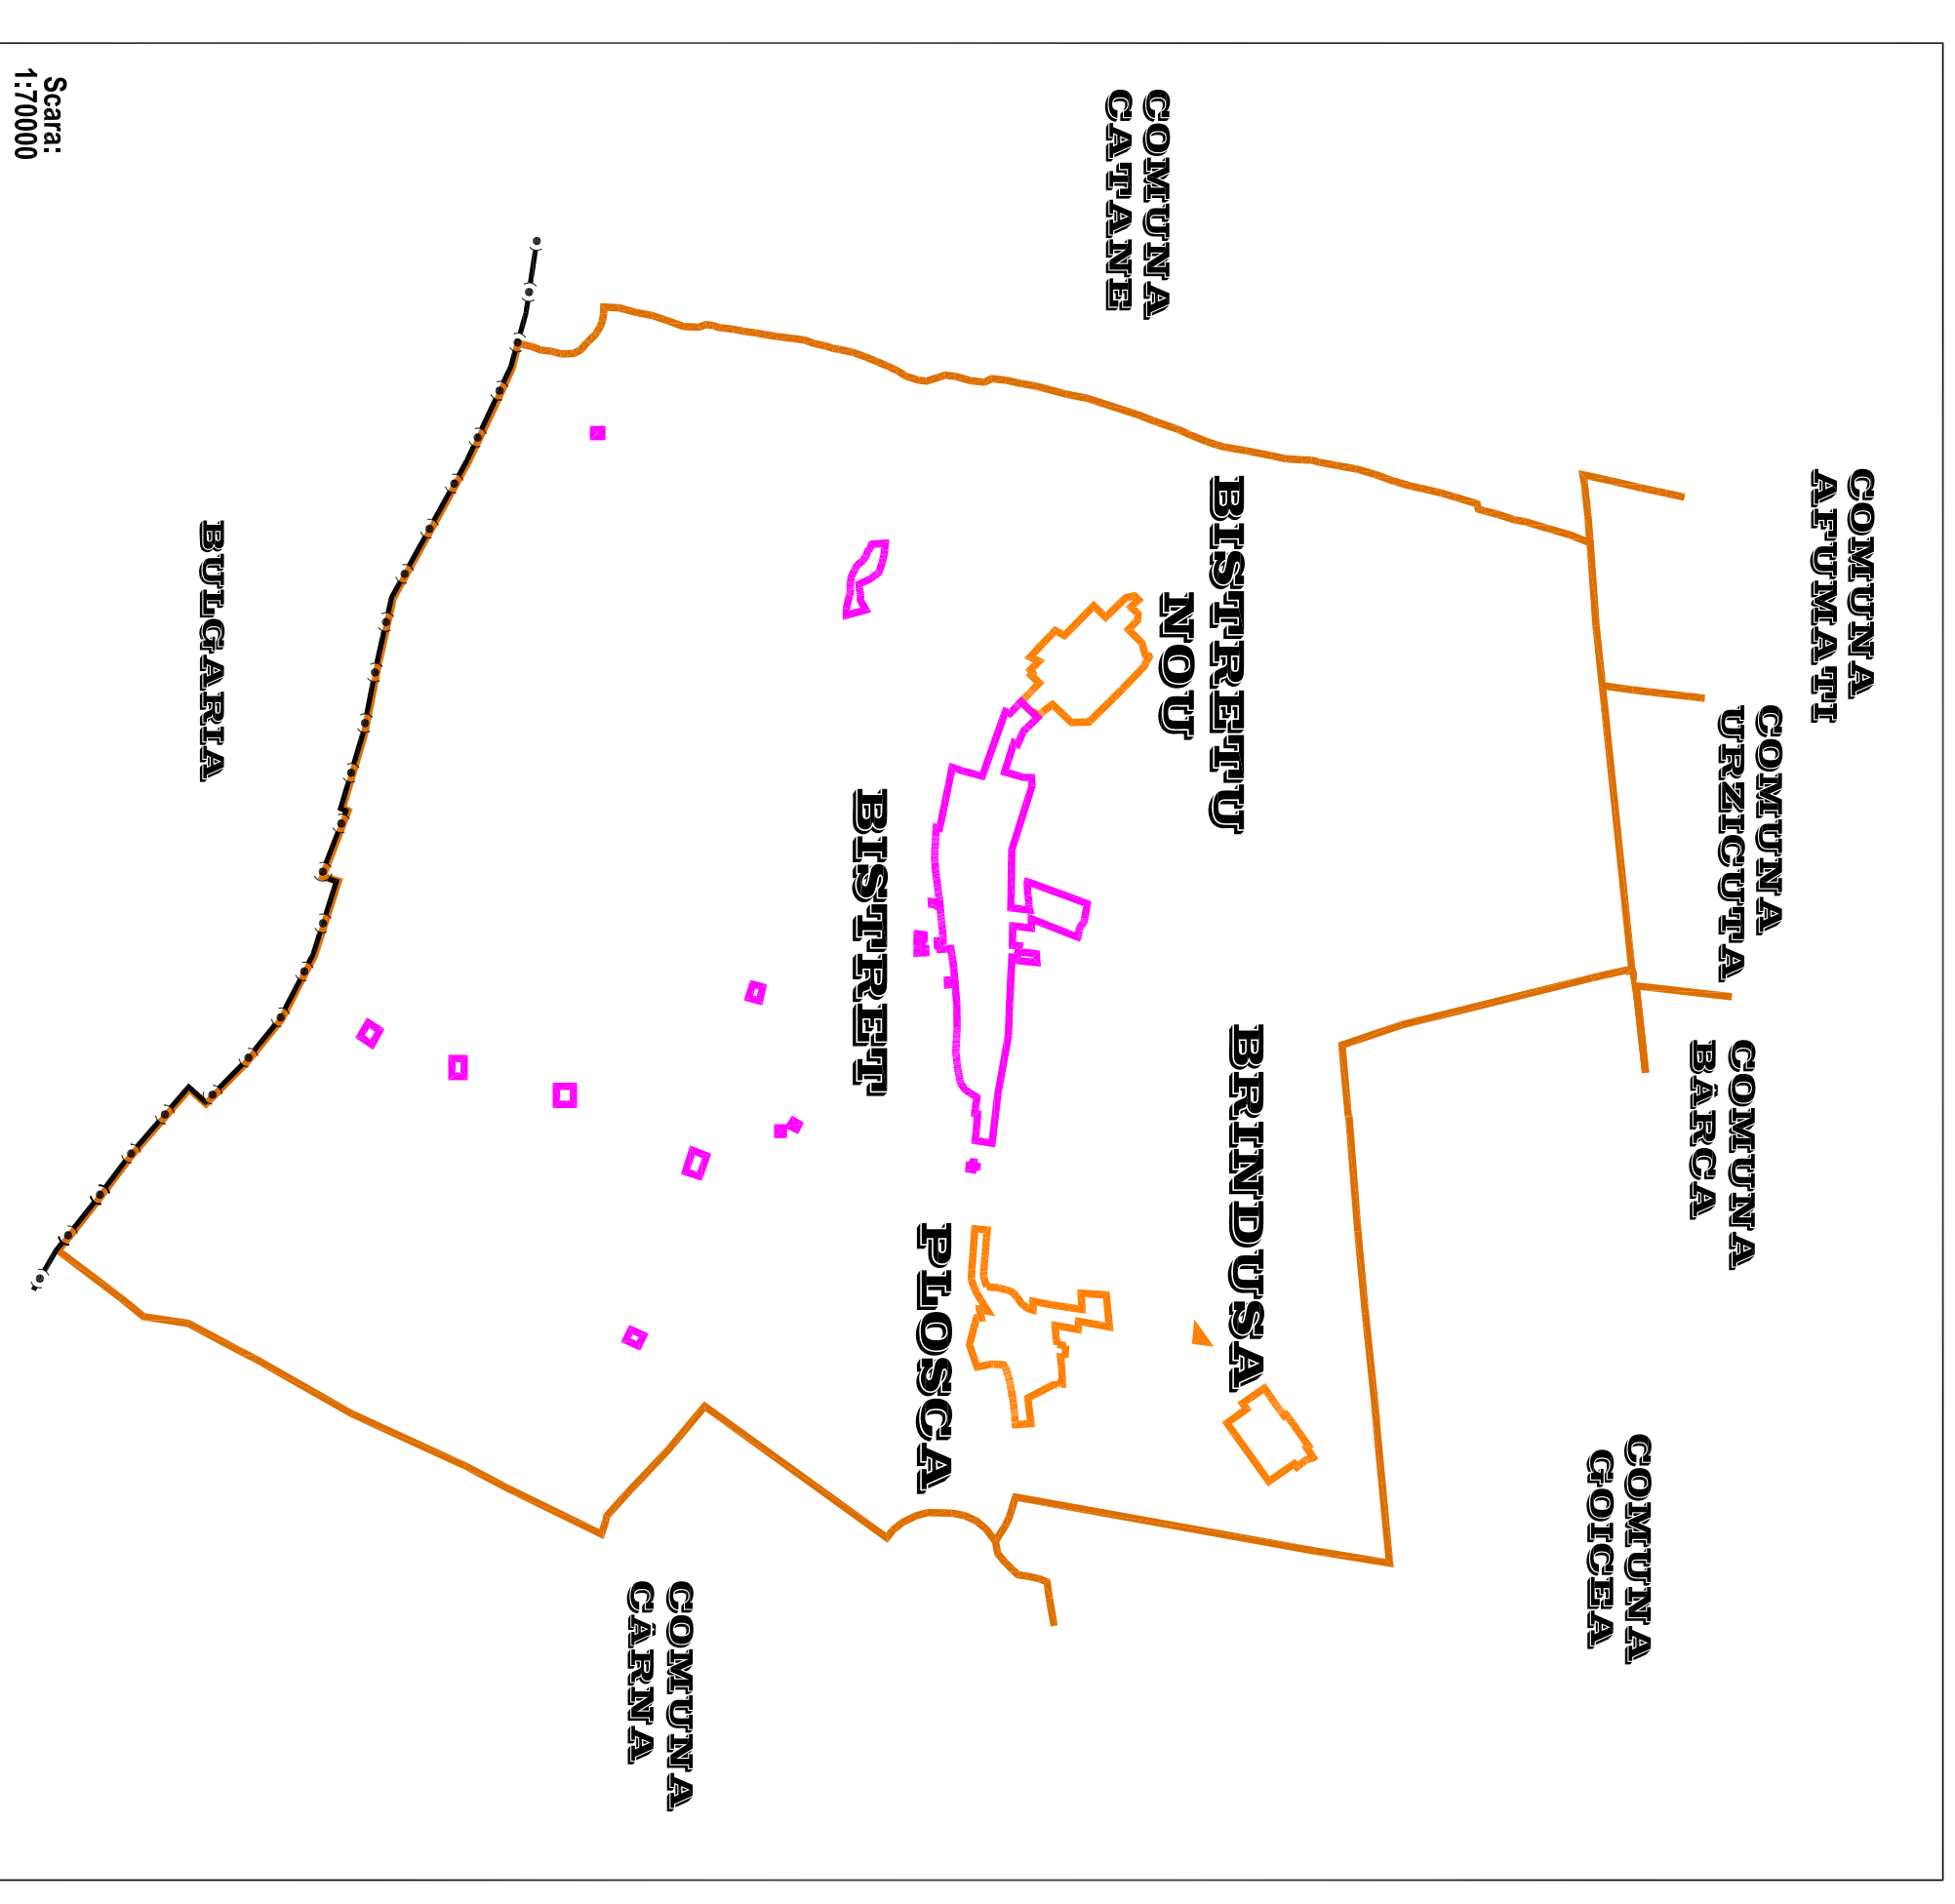 COMUNA
AFUMATI
COMUNA
URZICUTA
COMUNA
BÂRCA
COMUNA
GOICEA
COMUNA
CATANE
BISTRETU
NOU
BRINDUSA
BISTRET
PLOSCA
COMUNA
CÂRNA
BULGARIA
Scara:
1:70000